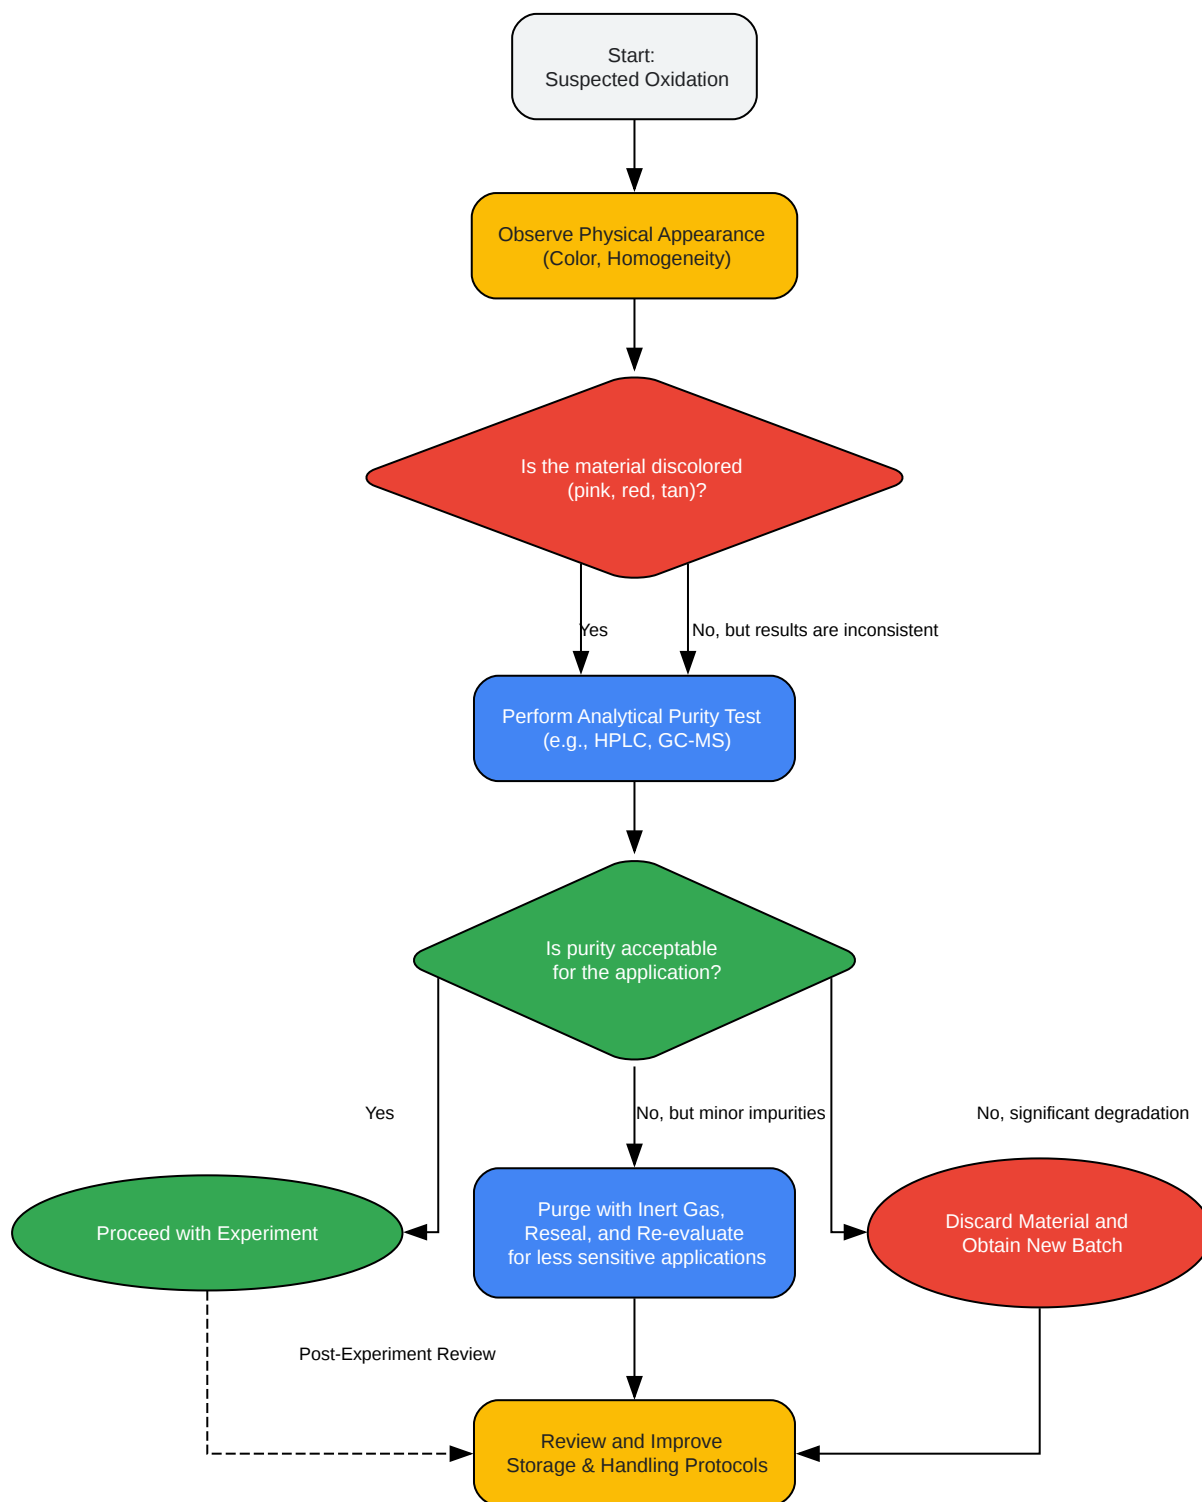 Start:
Suspected Oxidation
Observe Physical Appearance
(Color, Homogeneity)
Is the material discolored
(pink, red, tan)?
Yes
No, but results are inconsistent
Perform Analytical Purity Test
(e.g., HPLC, GC-MS)
Is purity acceptable
for the application?
Yes
No, but minor impurities
No, significant degradation
Proceed with Experiment
Purge with Inert Gas,
Reseal, and Re-evaluate
for less sensitive applications
Discard Material and
Obtain New Batch
Post-Experiment Review
Review and Improve
Storage & Handling Protocols